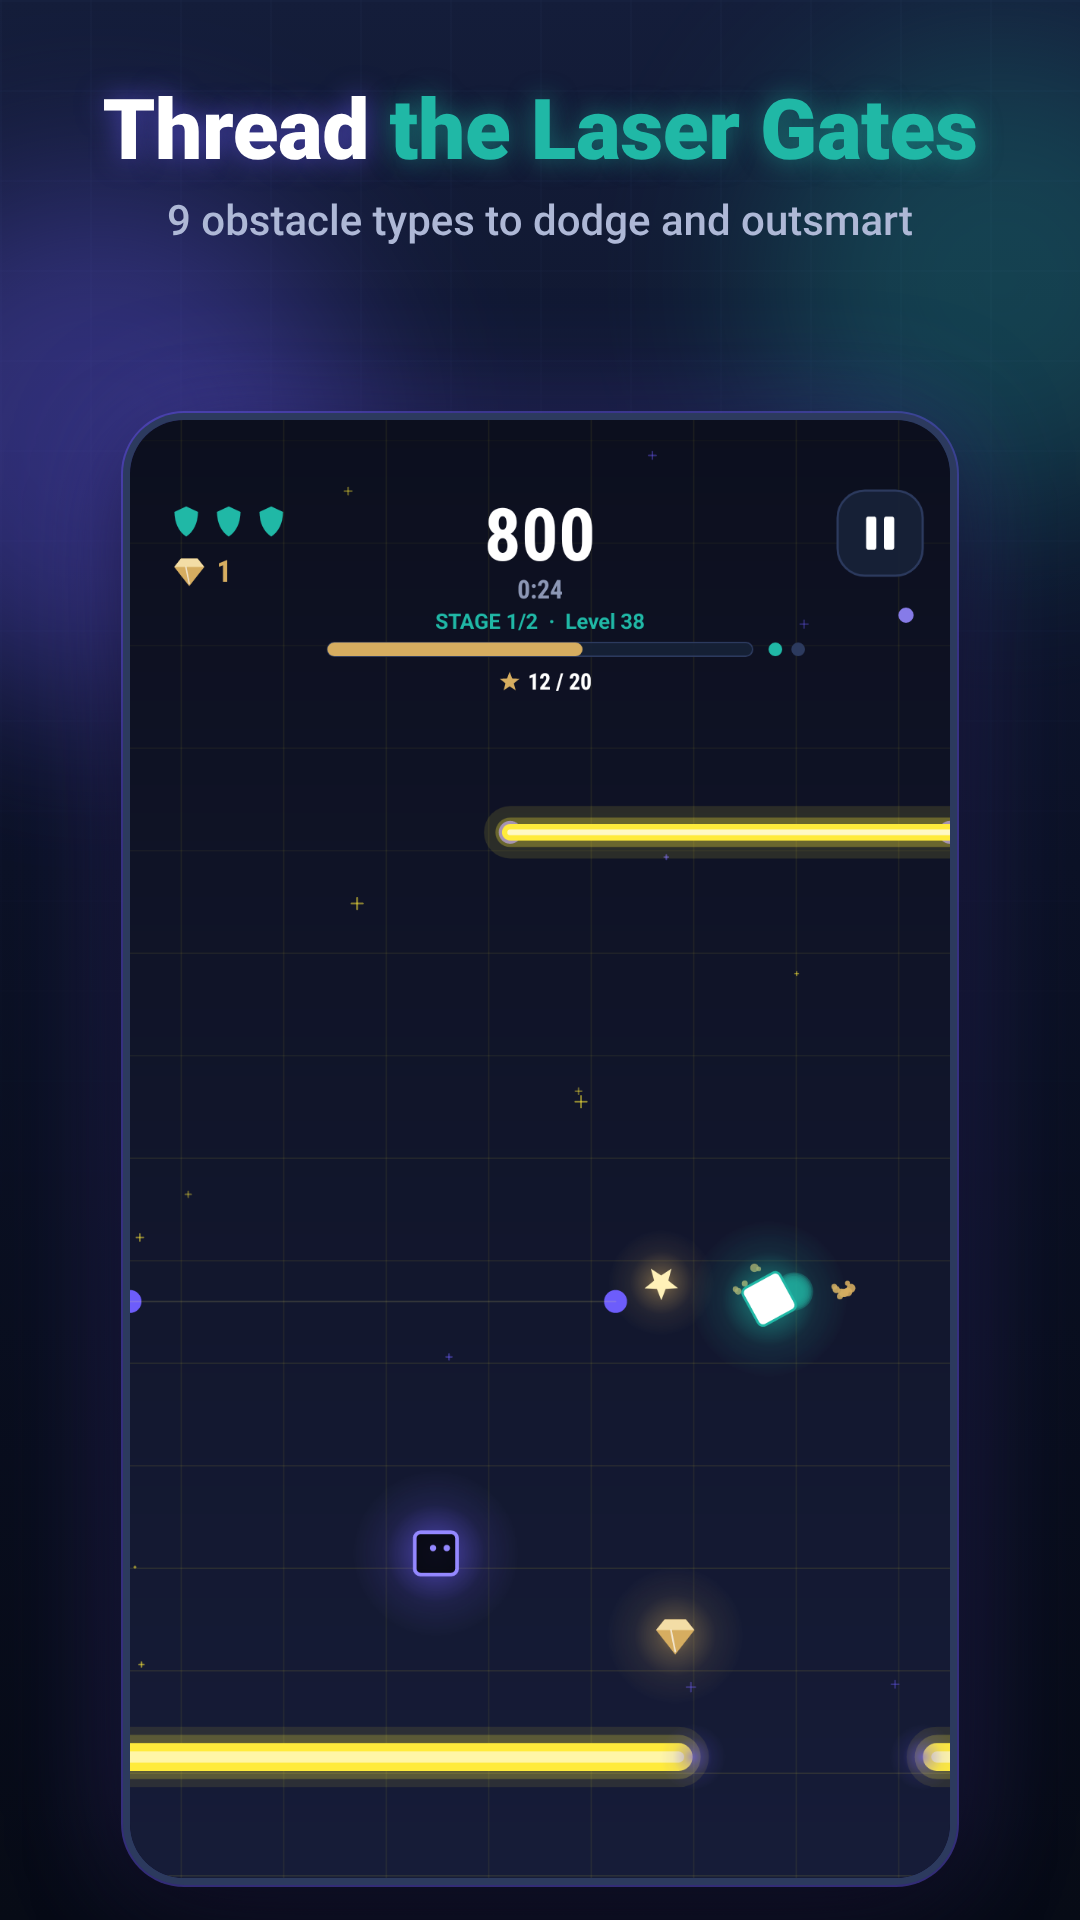 Thread the Laser Gates
9 obstacle types to dodge and outsmart
800
1
0:24
STAGE 1/2 · Level 38
12 / 20